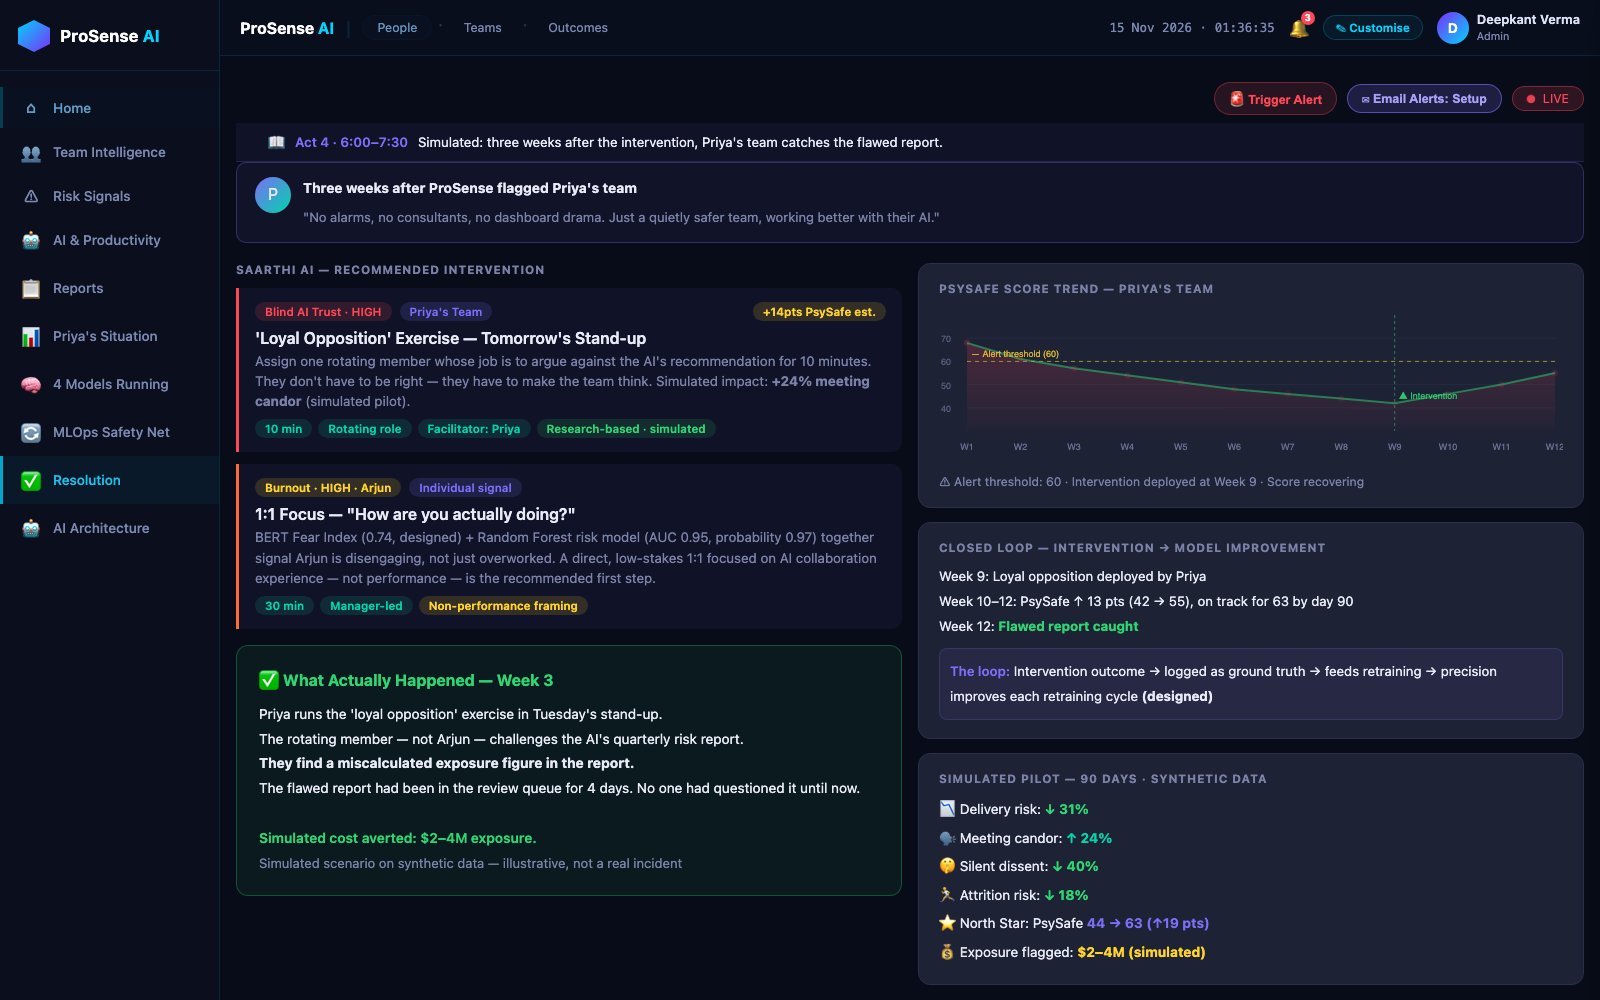 ProSense AI
Home
Team Intelligence
Risk Signals
AI & Productivity
Reports
Priya's Situation
4 Models Running
MLOps Safety Net
Resolution
AI Architecture
ProSense AI
People
Teams
Outcomes
15 Nov 2026 · 01:36:35
3
✎ Customise
D
Deepkant Verma
Admin
Trigger Alert
✉ Email Alerts: Setup
LIVE
Act 4 · 6:00–7:30 Simulated: three weeks after the intervention, Priya's team catches the flawed report.
P
Three weeks after ProSense flagged Priya's team
"No alarms, no consultants, no dashboard drama. Just a quietly safer team, working better with their AI."
SAARTHI AI — RECOMMENDED INTERVENTION
Blind AI Trust · HIGH
Priya's Team
+14pts PsySafe est.
'Loyal Opposition' Exercise — Tomorrow's Stand-up
Assign one rotating member whose job is to argue against the AI's recommendation for 10 minutes.
They don't have to be right — they have to make the team think. Simulated impact: +24% meeting
candor (simulated pilot).
10 min
Rotating role
Facilitator: Priya
Research-based · simulated
Burnout · HIGH · Arjun
Individual signal
1:1 Focus — "How are you actually doing?"
BERT Fear Index (0.74, designed) + Random Forest risk model (AUC 0.95, probability 0.97) together
signal Arjun is disengaging, not just overworked. A direct, low-stakes 1:1 focused on AI collaboration
experience — not performance — is the recommended first step.
30 min
Manager-led
Non-performance framing
✅ What Actually Happened — Week 3
Priya runs the 'loyal opposition' exercise in Tuesday's stand-up.
The rotating member — not Arjun — challenges the AI's quarterly risk report.
They find a miscalculated exposure figure in the report.
The flawed report had been in the review queue for 4 days. No one had questioned it until now.
Simulated cost averted: $2–4M exposure.
Simulated scenario on synthetic data — illustrative, not a real incident
PSYSAFE SCORE TREND — PRIYA'S TEAM
70
60
50
40
— Alert threshold (60)
▲ Intervention
W1 W2 W3 W4 W5 W6 W7 W8 W9 W10 W11 W12
⚠ Alert threshold: 60 · Intervention deployed at Week 9 · Score recovering
CLOSED LOOP — INTERVENTION → MODEL IMPROVEMENT
Week 9: Loyal opposition deployed by Priya
Week 10–12: PsySafe ↑ 13 pts (42 → 55), on track for 63 by day 90
Week 12: Flawed report caught
The loop: Intervention outcome → logged as ground truth → feeds retraining → precision
improves each retraining cycle (designed)
SIMULATED PILOT — 90 DAYS · SYNTHETIC DATA
Delivery risk: ↓ 31%
Meeting candor: ↑ 24%
Silent dissent: ↓ 40%
Attrition risk: ↓ 18%
North Star: PsySafe 44 → 63 (↑19 pts)
Exposure flagged: $2–4M (simulated)